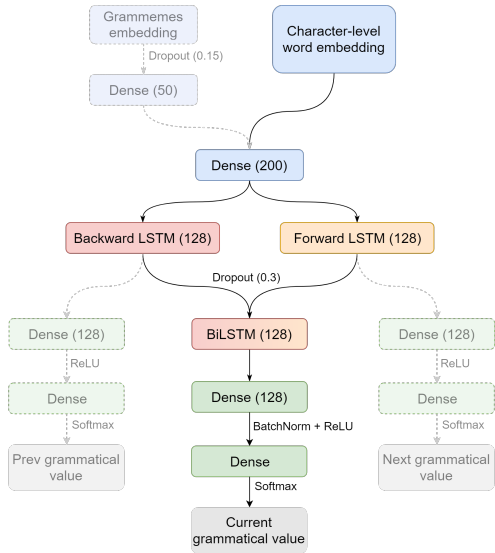 Grammemes
embedding
Character-level
word embedding
Dropout (0.15)
Dense (50)
Dense (200)
Backward LSTM (128)
Forward LSTM (128)
Dropout (0.3)
Dense (128)
BiLSTM (128)
Dense (128)
ReLU
ReLU
Dense
Dense (128)
Dense
Softmax
BatchNorm + ReLU
Softmax
Prev grammatical
value
Dense
Next grammatical
value
Softmax
Current
grammatical value